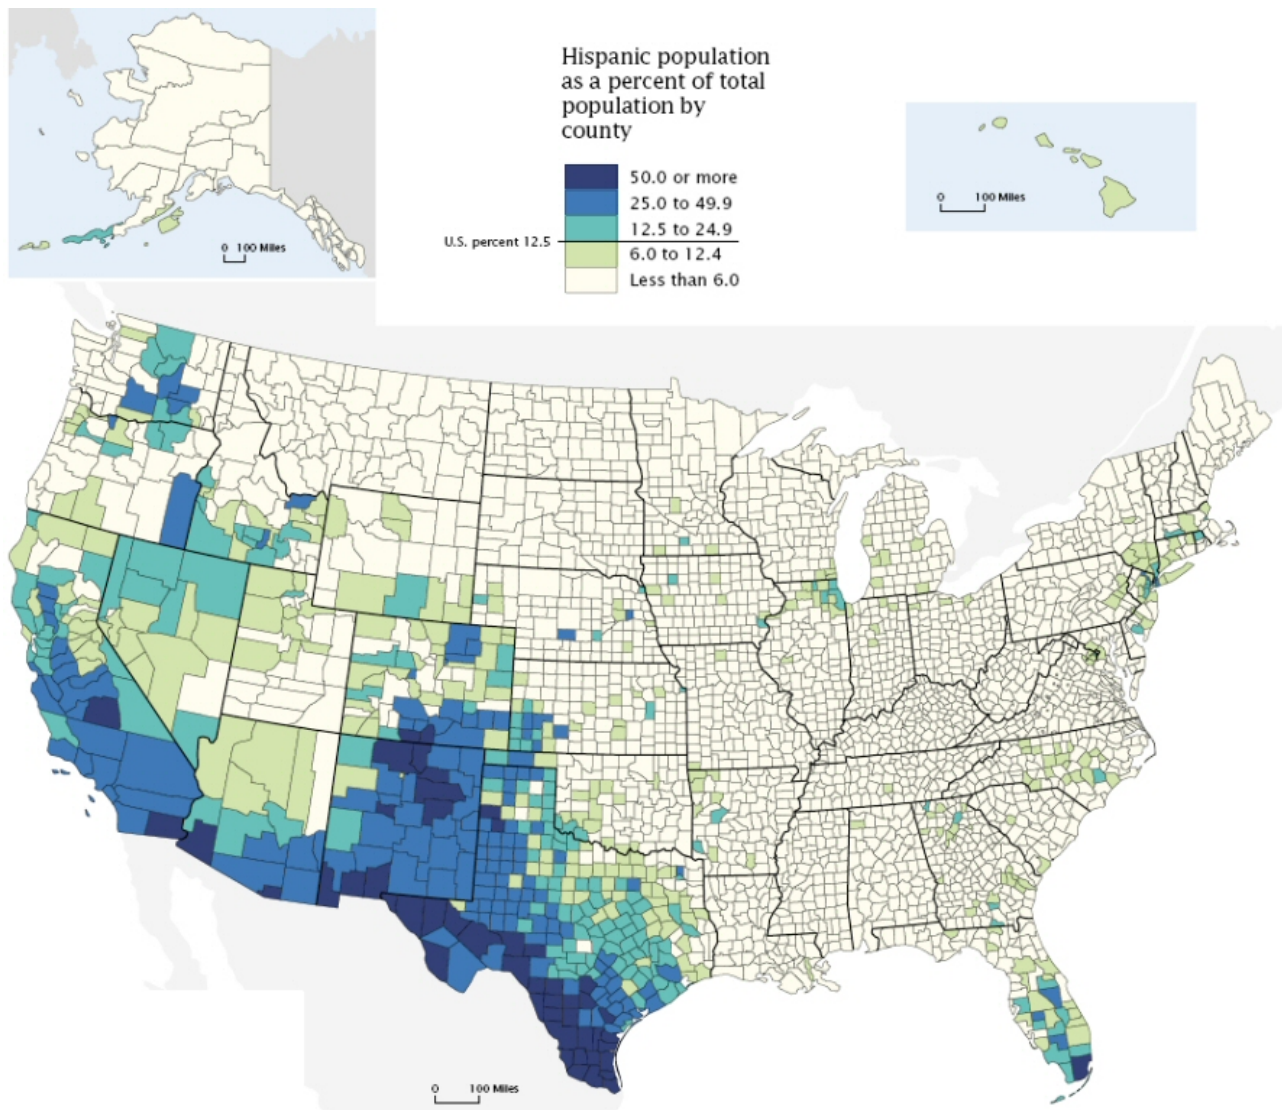 Hispanic population
as a percent of total
population by
county
50.0 or more
25.0 to 49.9
12.5 to 24.9
U.S. percent 12.5
6.0 to 12.4
Less than 6.0
0 100 Miles
0 100 Miles
0 100 Miles